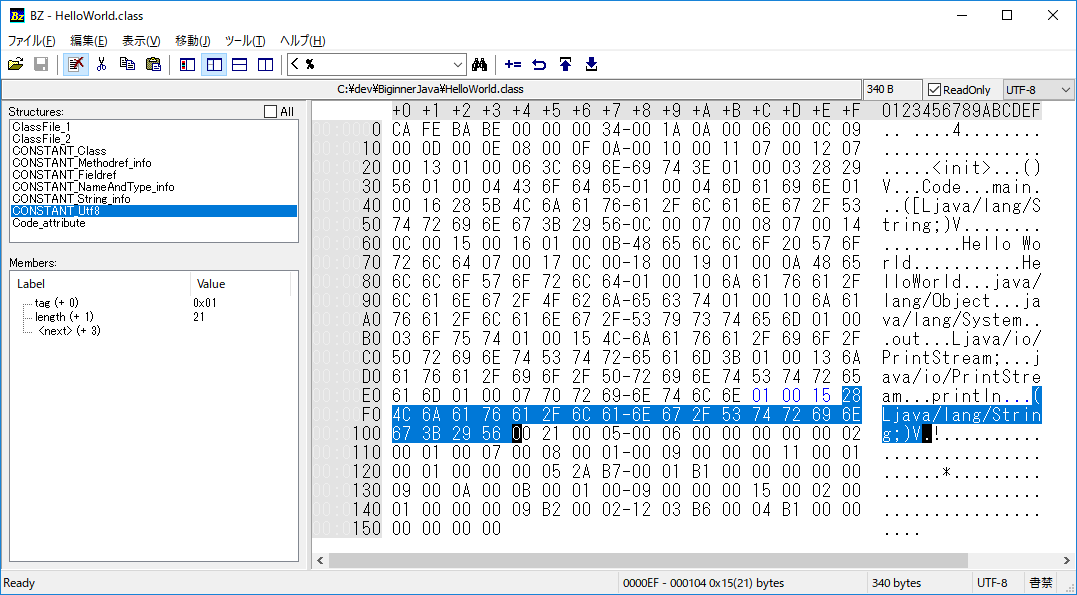 BZ - HelloWorld.class
ファイル(F) 編集(E) 表示(V) 移動(J) ツール(T) ヘルプ(H)
< %
C:¥dev¥BiginnerJava¥HelloWorld.class 340 B ReadOnly UTF-8
Structures: All
ClassFile_1
ClassFile_2
CONSTANT_Class
CONSTANT_Methodref_info
CONSTANT_Fieldref
CONSTANT_NameAndType_info
CONSTANT_String_info
CONSTANT_Utf8
Code_attribute
Members:
Label Value
tag (+ 0) 0x01
length (+ 1) 21
<next> (+ 3)
+0 +1 +2 +3 +4 +5 +6 +7 +8 +9 +A +B +C +D +E +F 0123456789ABCDEF
0 CA FE BA BE 00 00 00 34-00 1A 0A 00 06 00 0C 09 .. ....4........
10 00 0D 00 0E 08 00 0F 0A-00 10 00 11 07 00 12 07 ................
20 00 13 01 00 06 3C 69 6E-69 74 3E 01 00 03 28 29 .....<init>...()
30 56 01 00 04 43 6F 64 65-01 00 04 6D 61 69 6E 01 V...Code...main.
40 00 16 28 5B 4C 6A 61 76-61 2F 6C 61 6E 67 2F 53 ..([Ljava/lang/S
50 74 72 69 6E 67 3B 29 56-0C 00 07 00 08 07 00 14 tring;)V........
60 0C 00 15 00 16 01 00 0B-48 65 6C 6C 6F 20 57 6F ........Hello Wo
70 72 6C 64 07 00 17 0C 00-18 00 19 01 00 0A 48 65 rld...........He
80 6C 6C 6F 57 6F 72 6C 64-01 00 10 6A 61 76 61 2F lloWorld...java/
90 6C 61 6E 67 2F 4F 62 6A-65 63 74 01 00 10 6A 61 lang/Object...ja
A0 76 61 2F 6C 61 6E 67 2F-53 79 73 74 65 6D 01 00 va/lang/System..
B0 03 6F 75 74 01 00 15 4C-6A 61 76 61 2F 69 6F 2F .out...Ljava/io/
C0 50 72 69 6E 74 53 74 72-65 61 6D 3B 01 00 13 6A PrintStream;...j
D0 61 76 61 2F 69 6F 2F 50-72 69 6E 74 53 74 72 65 ava/io/PrintStre
E0 61 6D 01 00 07 70 72 69-6E 74 6C 6E 01 00 15 28 am...println...(
F0 4C 6A 61 76 61 2F 6C 61-6E 67 2F 53 74 72 69 6E Ljava/lang/Strin
100 67 3B 29 56 00 21 00 05-00 06 00 00 00 00 00 02 g;)V.!..........
110 00 01 00 07 00 08 00 01-00 09 00 00 00 11 00 01 ................
120 00 01 00 00 00 05 2A B7-00 01 B1 00 00 00 00 00 ......*.........
130 09 00 0A 00 0B 00 01 00-09 00 00 00 15 00 02 00 ................
140 01 00 00 00 09 B2 00 02-12 03 B6 00 04 B1 00 00 ................
150 00 00 00 00 ....
Ready 0000EF - 000104 0x15(21) bytes 340 bytes UTF-8 書禁